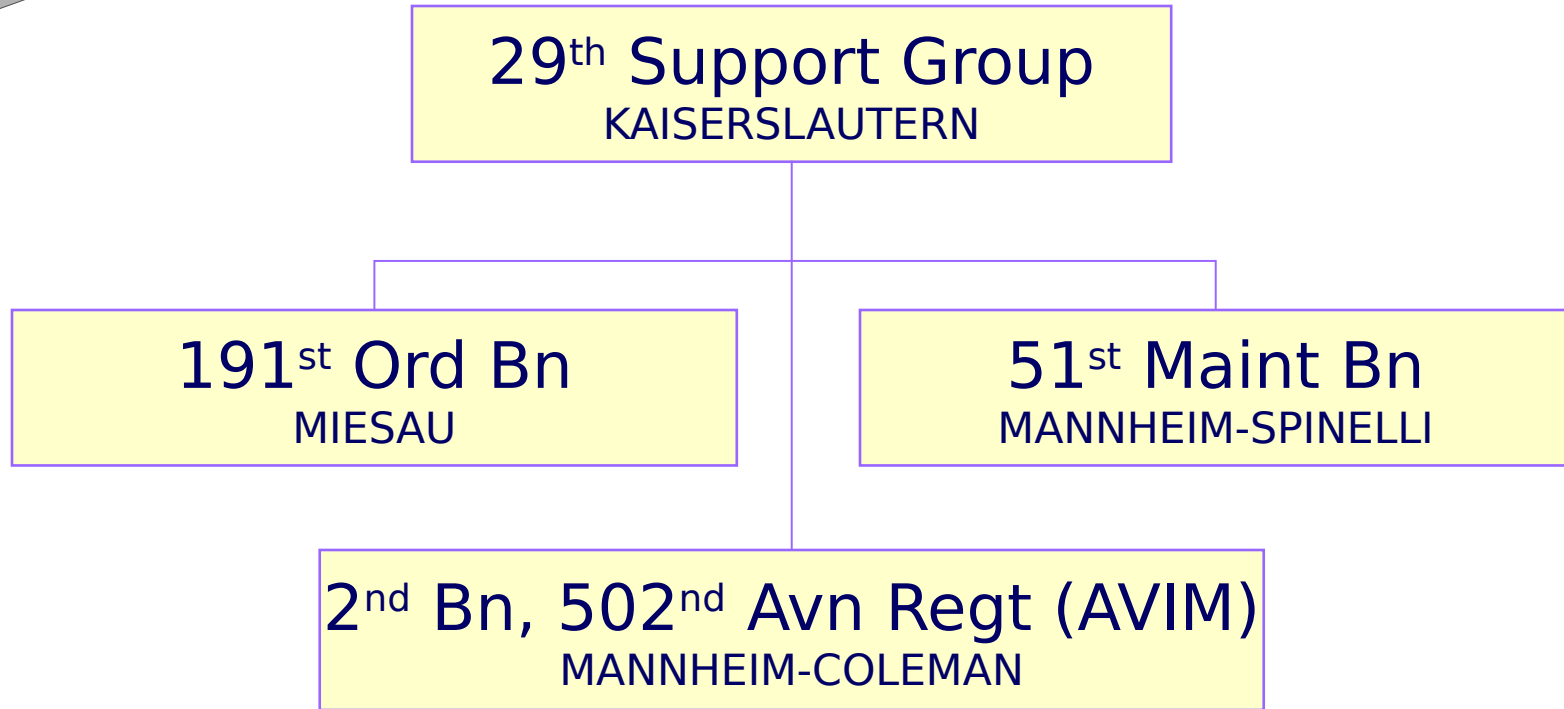 29th Support Group
KAISERSLAUTERN
191st Ord Bn
MIESAU
51st Maint Bn
MANNHEIM-SPINELLI
2nd Bn, 502nd Avn Regt (AVIM)
MANNHEIM-COLEMAN